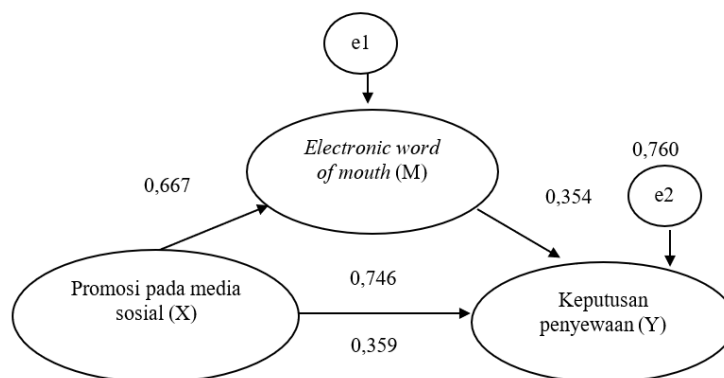 e1
Electronic word
of mouth (M)
0,760
0,667
0,354
e2
Promosi pada media
sosial (X)
0,746
Keputusan
penyewaan (Y)
0,359